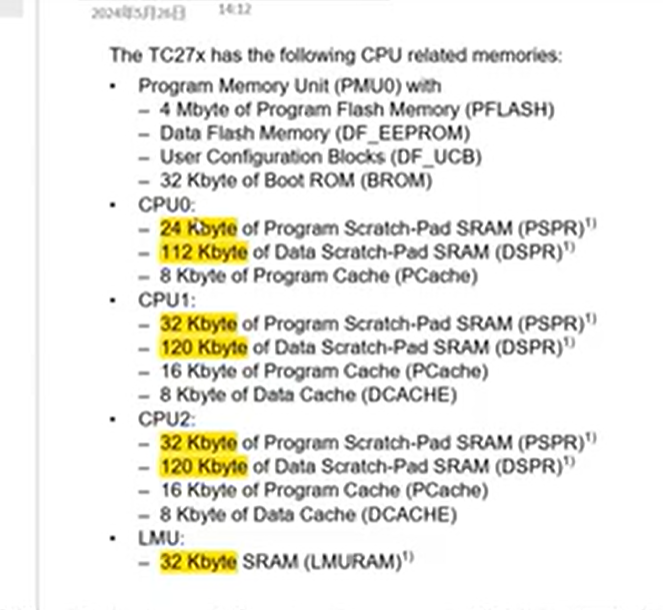 2024年5月26日 14:12
The TC27x has the following CPU related memories:
• Program Memory Unit (PMU0) with
– 4 Mbyte of Program Flash Memory (PFLASH)
– Data Flash Memory (DF_EEPROM)
– User Configuration Blocks (DF_UCB)
– 32 Kbyte of Boot ROM (BROM)
• CPU0:
– 24 Kbyte of Program Scratch-Pad SRAM (PSPR)1)
– 112 Kbyte of Data Scratch-Pad SRAM (DSPR)1)
– 8 Kbyte of Program Cache (PCache)
• CPU1:
– 32 Kbyte of Program Scratch-Pad SRAM (PSPR)1)
– 120 Kbyte of Data Scratch-Pad SRAM (DSPR)1)
– 16 Kbyte of Program Cache (PCache)
– 8 Kbyte of Data Cache (DCACHE)
• CPU2:
– 32 Kbyte of Program Scratch-Pad SRAM (PSPR)1)
– 120 Kbyte of Data Scratch-Pad SRAM (DSPR)1)
– 16 Kbyte of Program Cache (PCache)
– 8 Kbyte of Data Cache (DCACHE)
• LMU:
– 32 Kbyte SRAM (LMURAM)1)